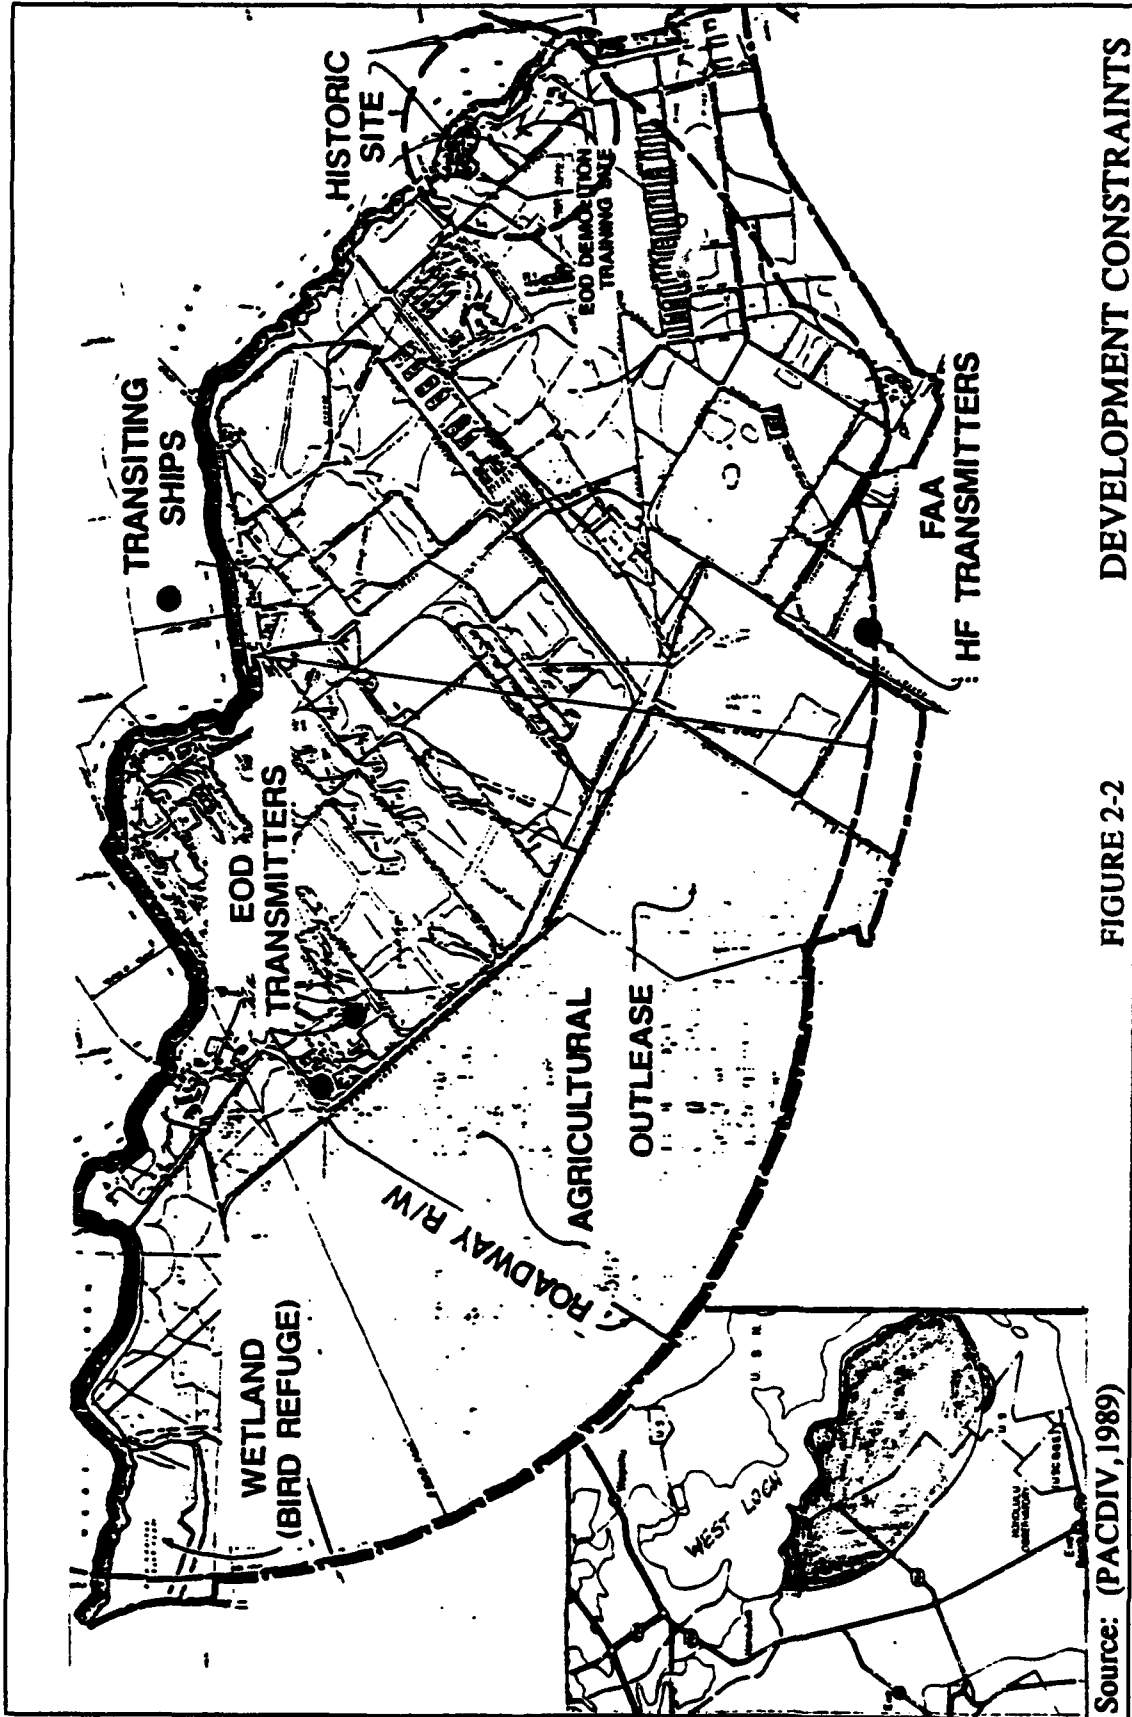 HISTORIC
SITE
TRANSITING
SHIPS
EOD DEMOLITION
TRAINING SITE
EOD
TRANSMITTERS
FAA
HF TRANSMITTERS
WETLAND
(BIRD REFUGE)
ROADWAY R/W
AGRICULTURAL
OUTLEASE
WEST LOCH
U. S. N.
U S
Source: (PACDIV,1989)
FIGURE 2-2
DEVELOPMENT CONSTRAINTS